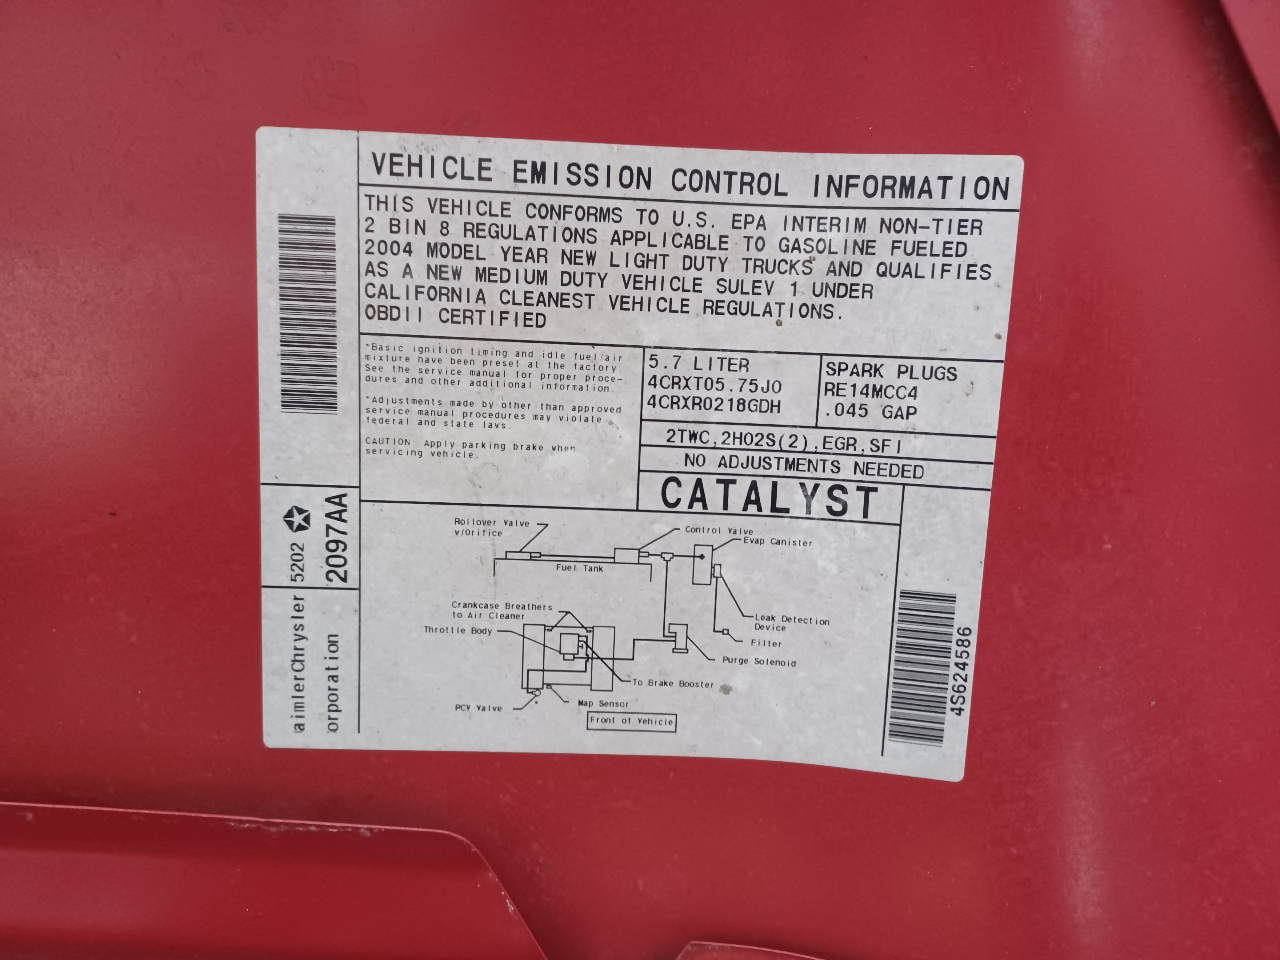 VEHICLE EMISSION CONTROL INFORMATION
THIS VEHICLE CONFORMS TO U.S. EPA INTERIM NON-TIER
2 BIN 8 REGULATIONS APPLICABLE TO GASOLINE FUELED
2004 MODEL YEAR NEW LIGHT DUTY TRUCKS AND QUALIFIES
AS A NEW MEDIUM DUTY VEHICLE SULEV 1 UNDER
CALIFORNIA CLEANEST VEHICLE REGULATIONS.
OBDII CERTIFIED
*Basic ignition timing and idle fuel/air
mixture have been preset at the factory.
See the service manual for proper proce-
dures and other additional information.
*Adjustments made by other than approved
service manual procedures may violate
federal and state laws.
CAUTION: Apply parking brake when
servicing vehicle.
5.7 LITER
4CRXT05.75J0
4CRXR0218GDH
SPARK PLUGS
RE14MCC4
.045 GAP
2TWC,2HO2S(2),EGR,SFI
NO ADJUSTMENTS NEEDED
CATALYST
Rollover Valve
w/Orifice
Control Valve
Evap Canister
Fuel Tank
Crankcase Breathers
to Air Cleaner
Throttle Body
Leak Detection
Device
Filter
Purge Solenoid
To Brake Booster
PCV Valve
Map Sensor
Front of Vehicle
aimlerChrysler
orporation
5202
2097AA
4S624586